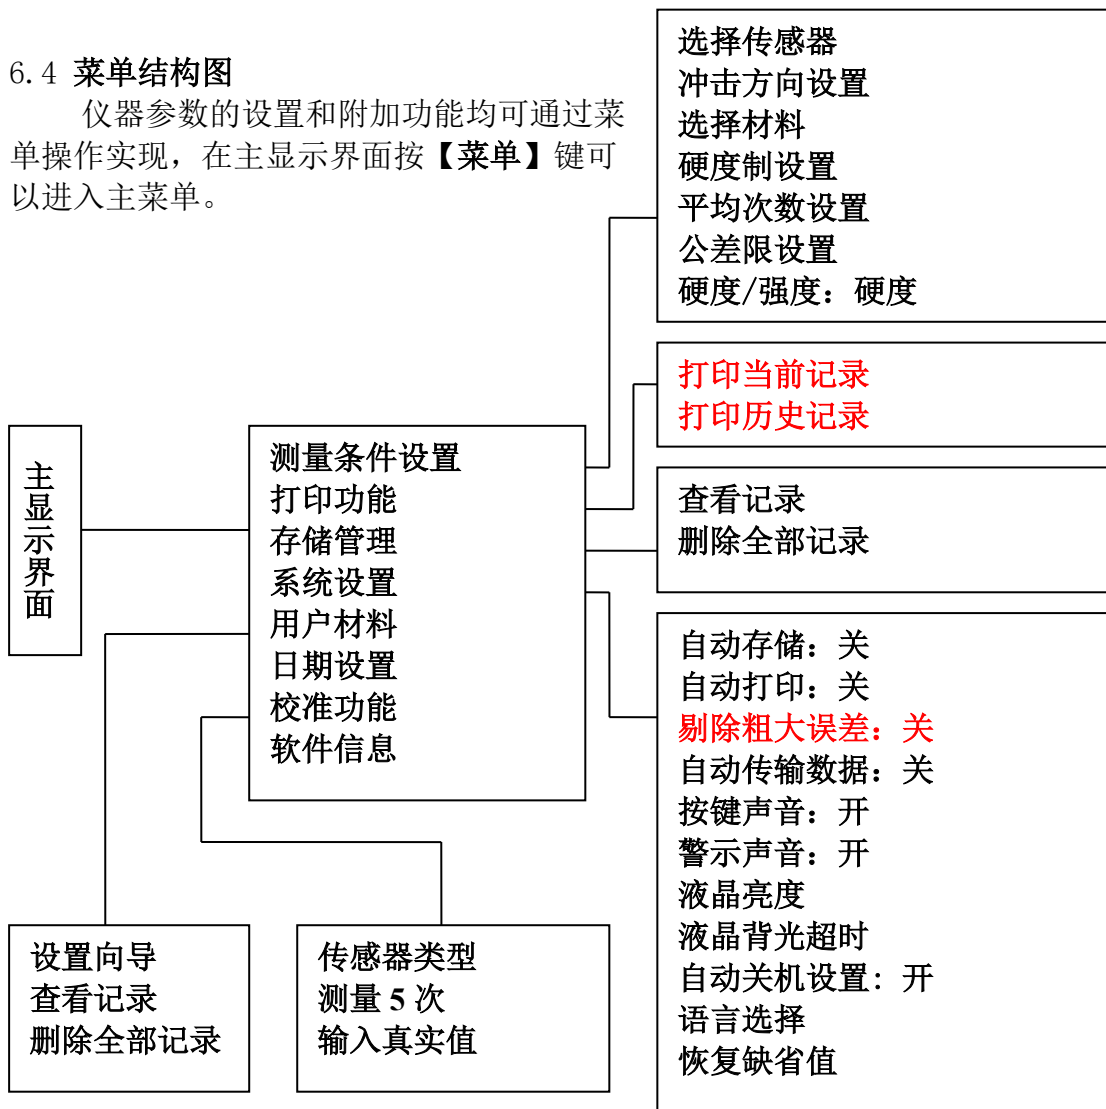 6.4 菜单结构图
仪器参数的设置和附加功能均可通过菜
单操作实现，在主显示界面按【菜单】键可
以进入主菜单。
选择传感器
冲击方向设置
选择材料
硬度制设置
平均次数设置
公差限设置
硬度/强度：硬度
打印当前记录
打印历史记录
查看记录
删除全部记录
主显示界面
测量条件设置
打印功能
存储管理
系统设置
用户材料
日期设置
校准功能
软件信息
自动存储：关
自动打印：关
剔除粗大误差：关
自动传输数据：关
按键声音：开
警示声音：开
液晶亮度
液晶背光超时
自动关机设置：开
语言选择
恢复缺省值
设置向导
查看记录
删除全部记录
传感器类型
测量 5 次
输入真实值